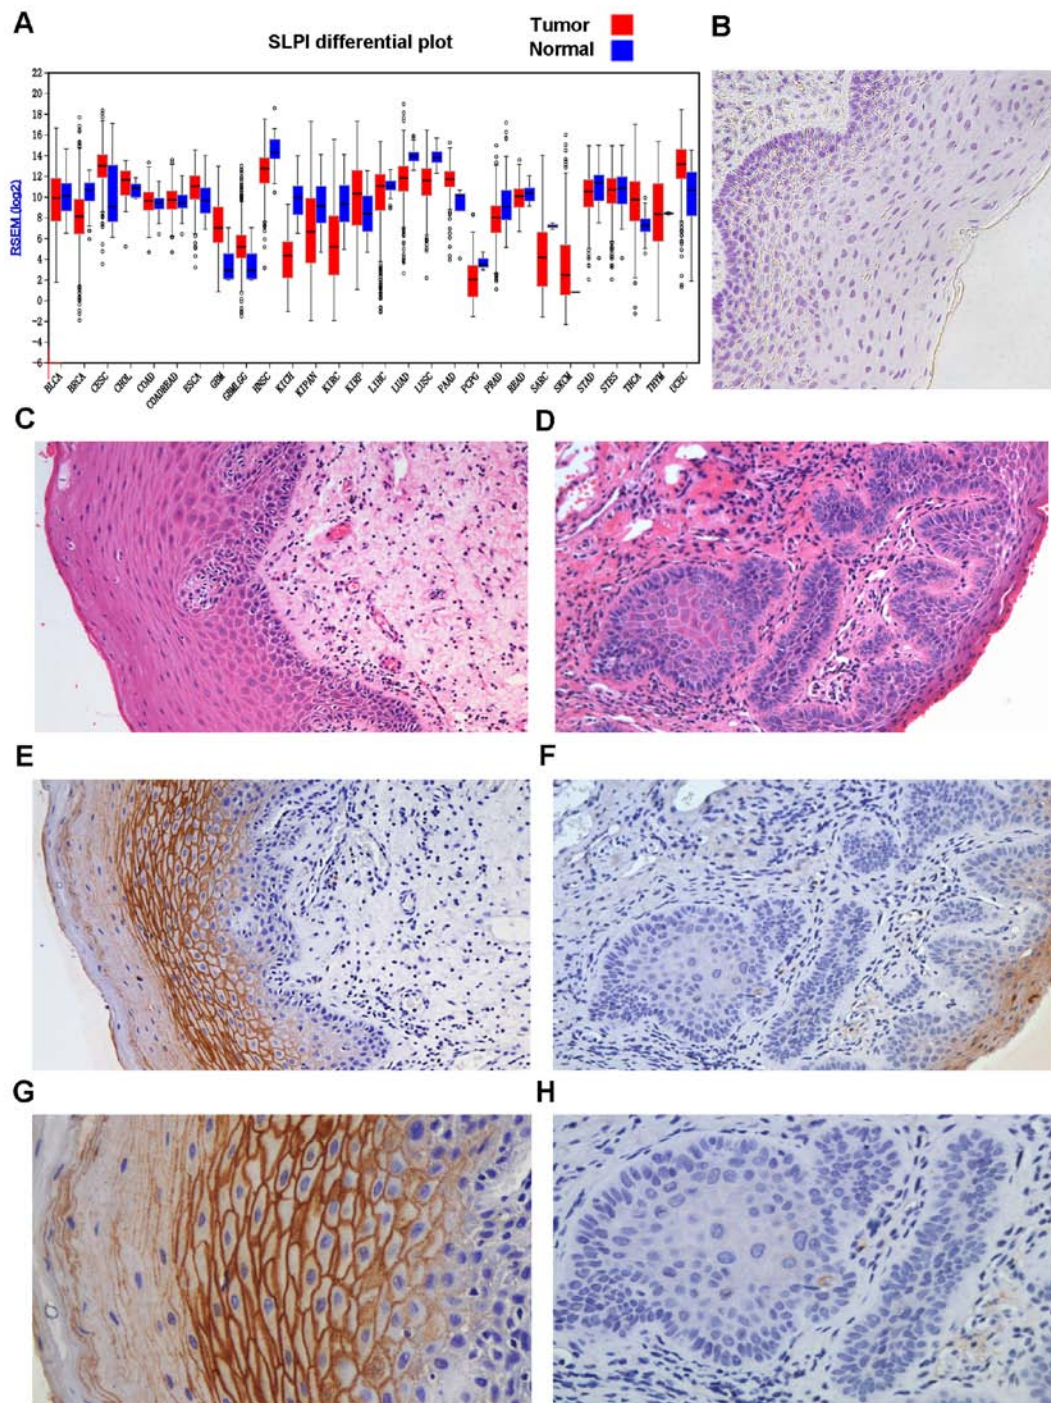 A
SLPI differential plot
Tumor
Normal
B
RSEM (log2)
22
20
18
16
14
12
10
8
6
4
2
0
-2
-4
-6
BLCA
BRCA
CESC
CHOL
COAD
COADREAD
ESCA
GBM
GBMLGG
HNSC
KICH
KIPAN
KIRC
KIRP
LIHC
LUAD
LUSC
PAAD
PCPG
PRAD
READ
SARC
SKCM
STAD
STES
THCA
THYM
UCEC
C
D
E
F
G
H